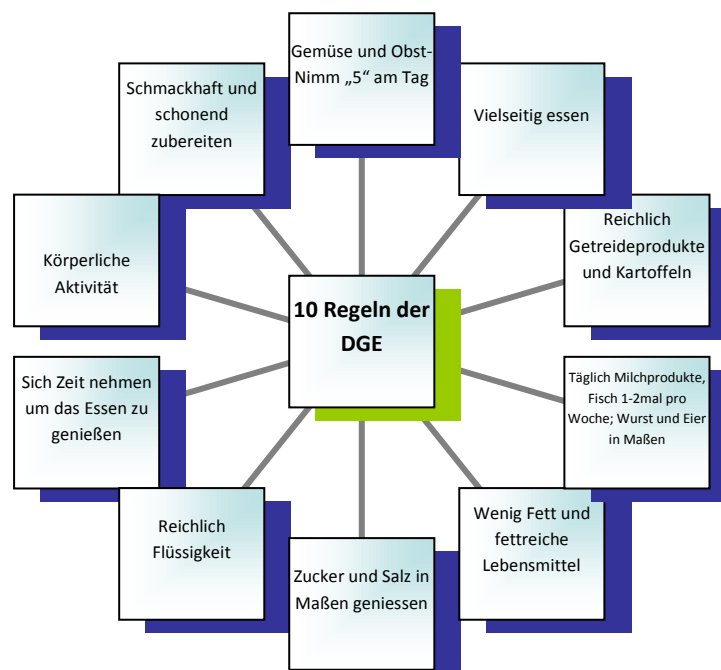 Gemüse und Obst-
Nimm „5“ am Tag
Vielseitig essen
Reichlich
Getreideprodukte
und Kartoffeln
Täglich Milchprodukte,
Fisch 1-2mal pro
Woche; Wurst und Eier
in Maßen
Wenig Fett und
fettreiche
Lebensmittel
Zucker und Salz in
Maßen geniessen
Reichlich
Flüssigkeit
Sich Zeit nehmen
um das Essen zu
genießen
Körperliche
Aktivität
Schmackhaft und
schonend
zubereiten
10 Regeln der
DGE